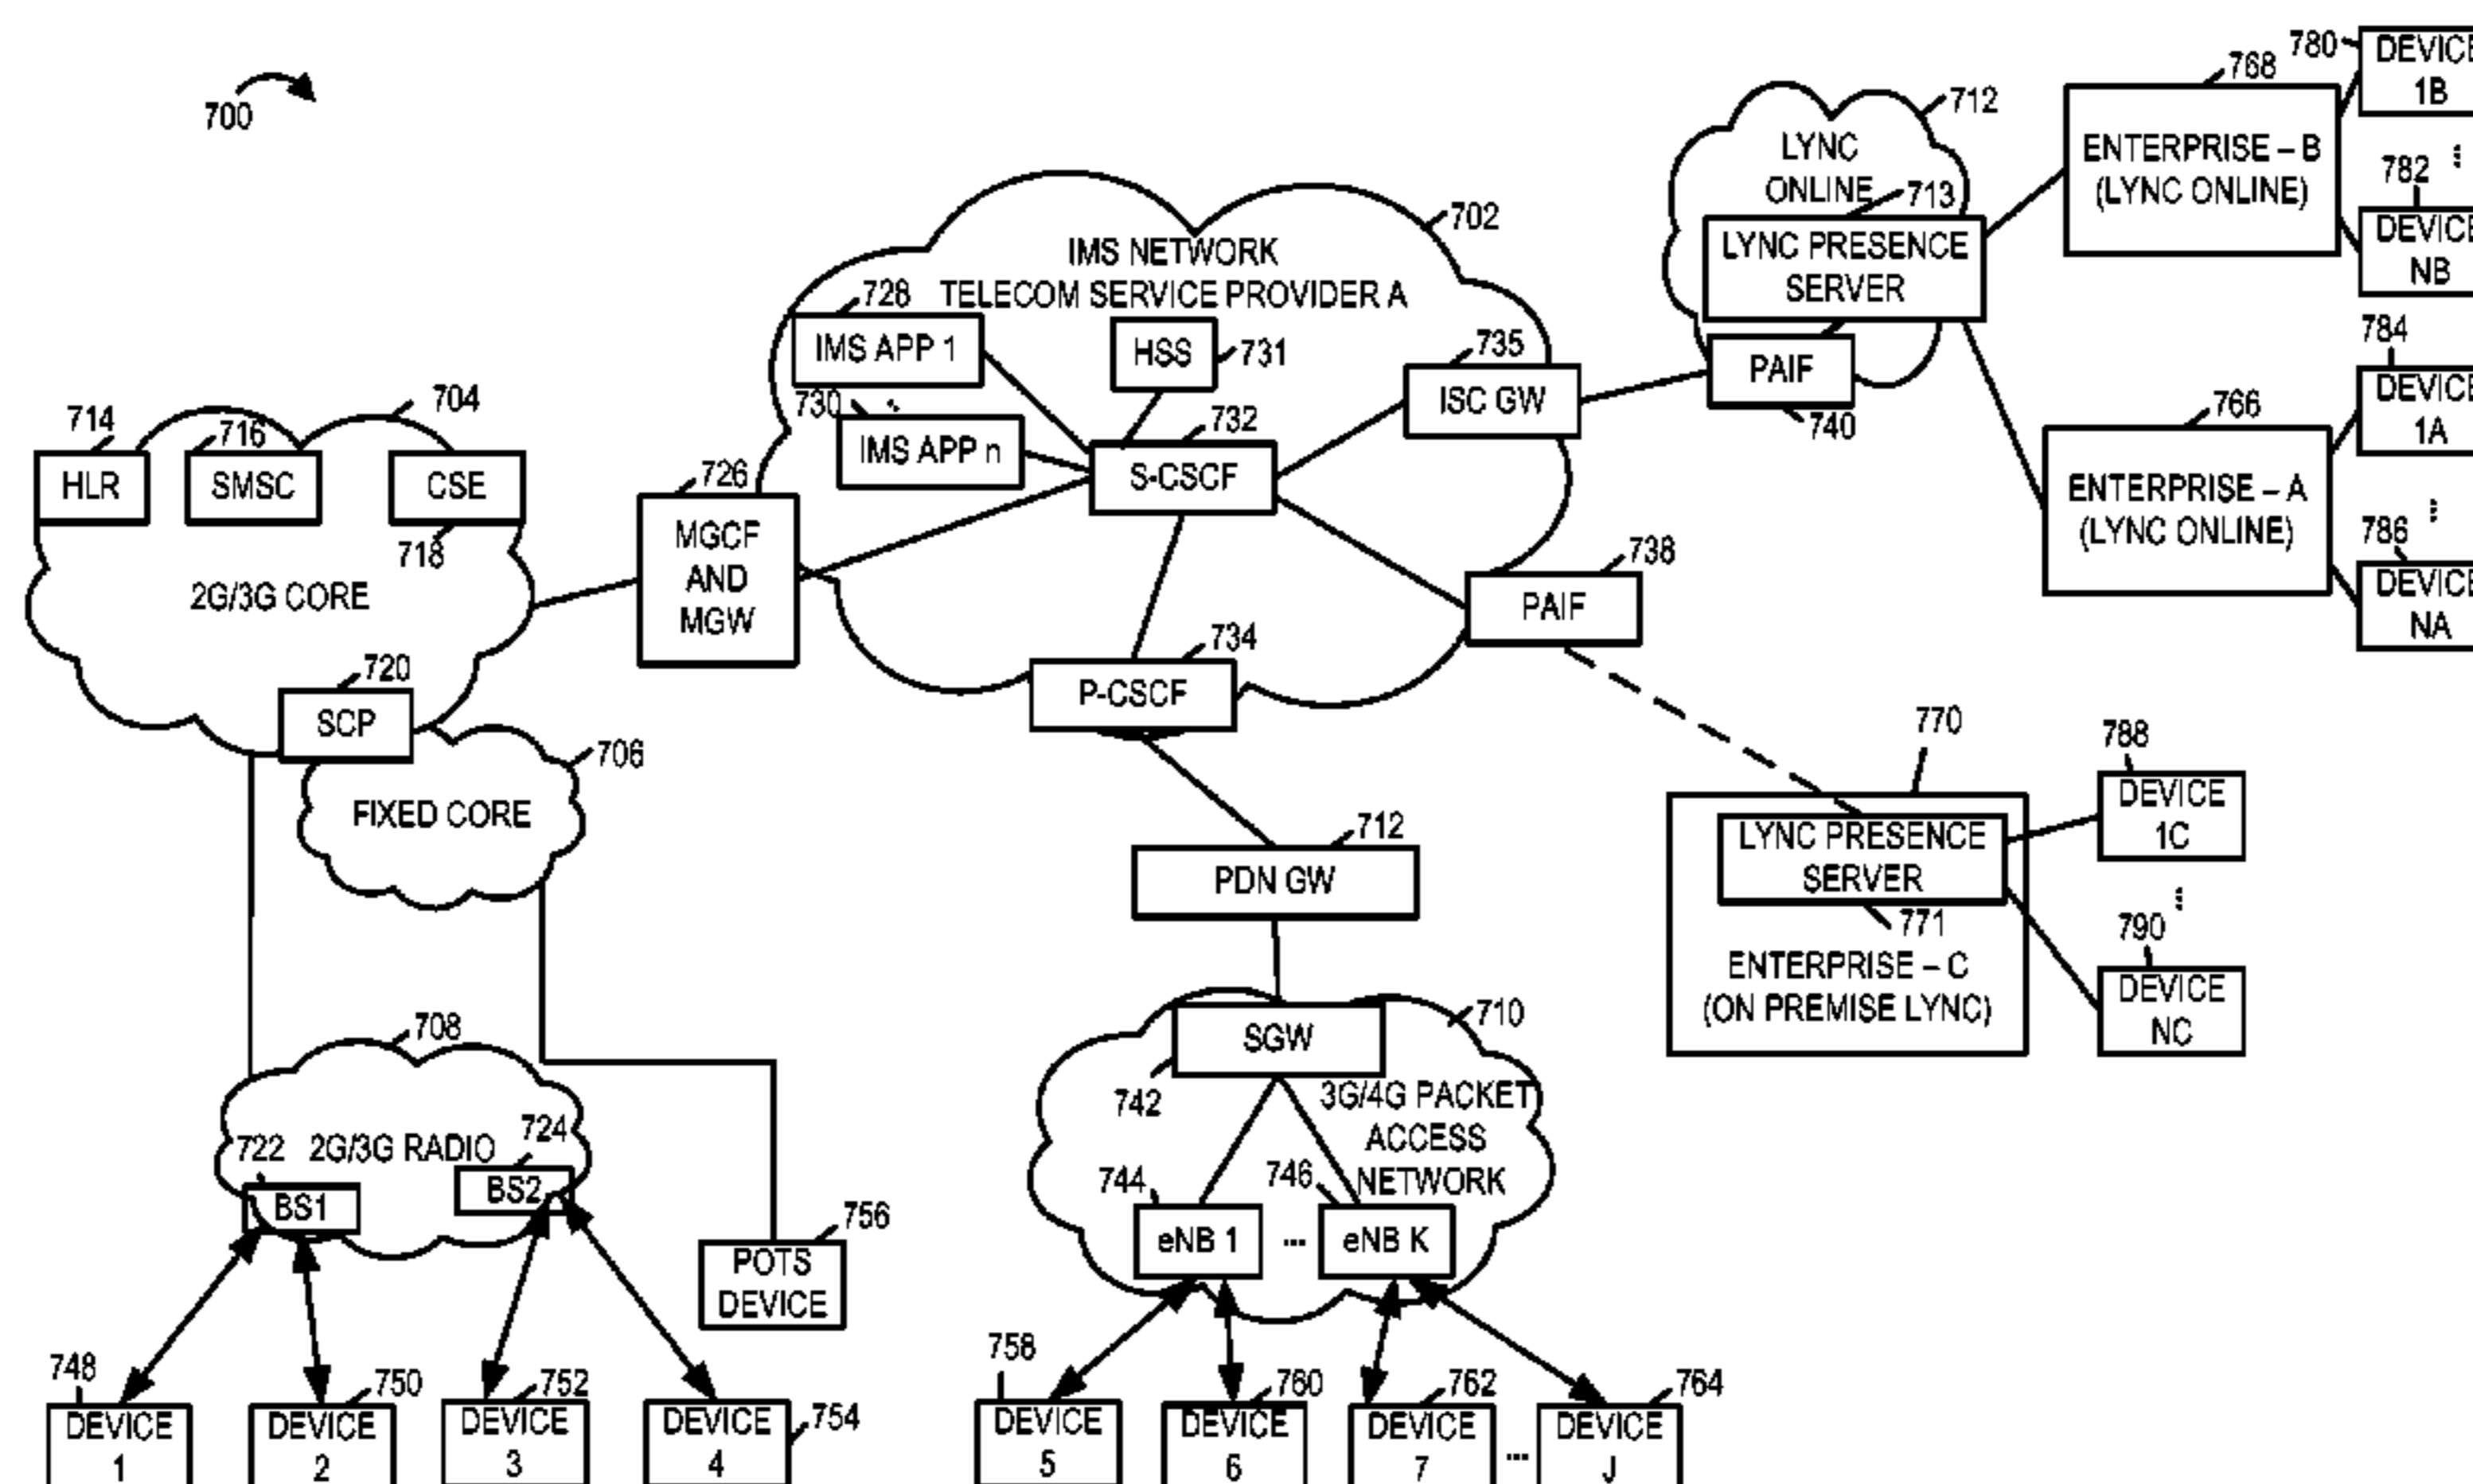 700
780
DEVICE
1B
768
ENTERPRISE – B
(LYNC ONLINE)
782
DEVICE
NB
712
LYNC
ONLINE
713
LYNC PRESENCE
SERVER
PAIF
740
784
DEVICE
1A
766
ENTERPRISE – A
(LYNC ONLINE)
786
DEVICE
NA
702
IMS NETWORK
TELECOM SERVICE PROVIDER A
728
IMS APP 1
HSS
731
730
IMS APP n
732
S-CSCF
735
ISC GW
738
PAIF
734
P-CSCF
726
MGCF
AND
MGW
704
714
HLR
716
SMSC
CSE
718
2G/3G CORE
720
SCP
706
FIXED CORE
712
PDN GW
770
LYNC PRESENCE
SERVER
771
ENTERPRISE – C
(ON PREMISE LYNC)
788
DEVICE
1C
790
DEVICE
NC
708
2G/3G RADIO
722
BS1
724
BS2
756
POTS
DEVICE
710
SGW
742
3G/4G PACKET
ACCESS
NETWORK
744
eNB 1
...
746
eNB K
748
DEVICE
1
750
DEVICE
2
752
DEVICE
3
754
DEVICE
4
758
DEVICE
5
760
DEVICE
6
762
DEVICE
7
...
764
DEVICE
J